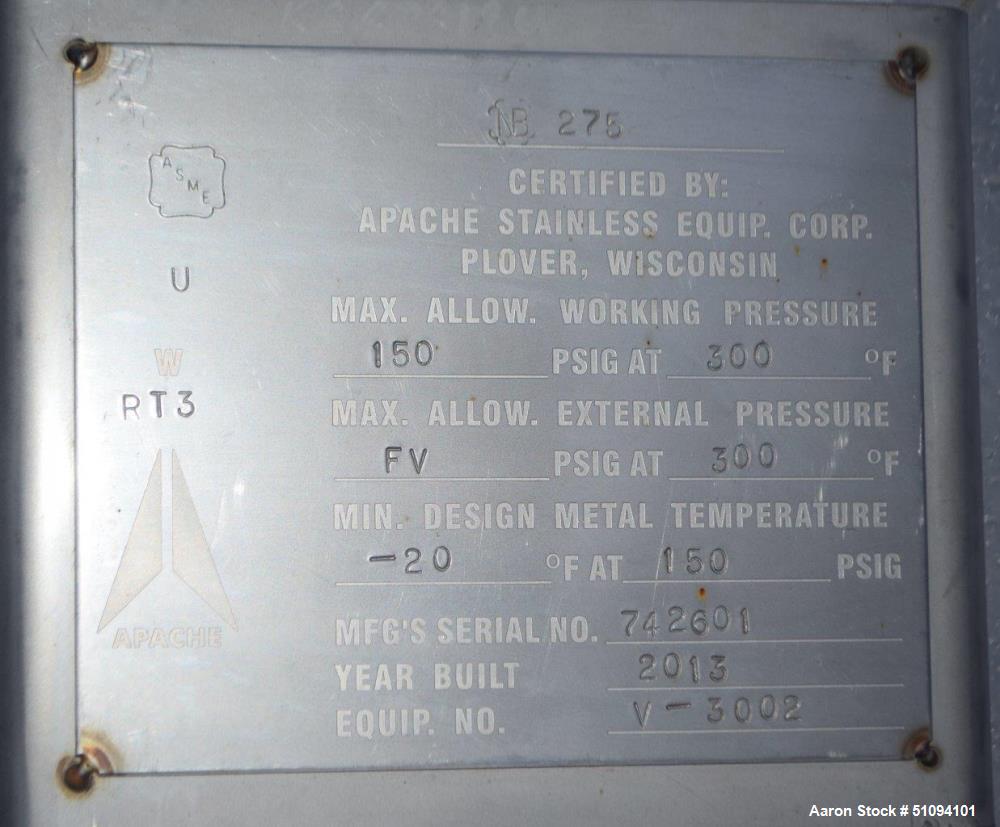 NB 275
ASME
CERTIFIED BY:
APACHE STAINLESS EQUIP. CORP.
PLOVER, WISCONSIN
U
MAX. ALLOW. WORKING PRESSURE
W
150 PSIG AT 300 °F
RT3
MAX. ALLOW. EXTERNAL PRESSURE
FV PSIG AT 300 °F
MIN. DESIGN METAL TEMPERATURE
-20 °F AT 150 PSIG
APACHE
MFG'S SERIAL NO. 742601
YEAR BUILT 2013
EQUIP. NO. V-3002
Aaron Stock # 51094101